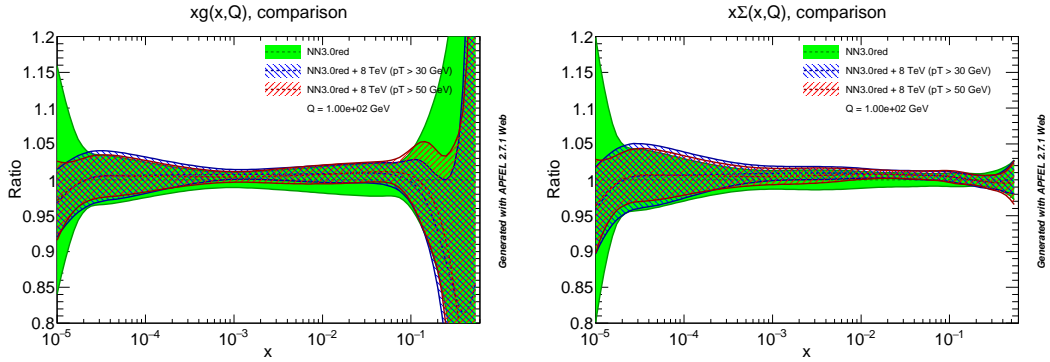 xg(x,Q), comparison
NN3.0red
NN3.0red + 8 TeV (pT > 30 GeV)
NN3.0red + 8 TeV (pT > 50 GeV)
Q = 1.00e+02 GeV
Ratio
1.2
1.15
1.1
1.05
1
0.95
0.9
0.85
0.8
10−5
10−4
10−3
10−2
10−1
x
Generated with APFEL 2.7.1 Web
xΣ(x,Q), comparison
NN3.0red
NN3.0red + 8 TeV (pT > 30 GeV)
NN3.0red + 8 TeV (pT > 50 GeV)
Q = 1.00e+02 GeV
Ratio
1.2
1.15
1.1
1.05
1
0.95
0.9
0.85
0.8
10−5
10−4
10−3
10−2
10−1
x
Generated with APFEL 2.7.1 Web